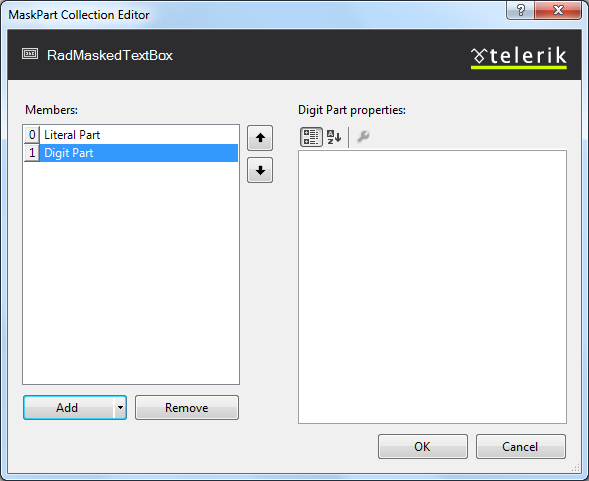 MaskPart Collection Editor
RadMaskedTextBox
telerik
Members:
Digit Part properties:
0 Literal Part
1 Digit Part
Add
Remove
OK
Cancel